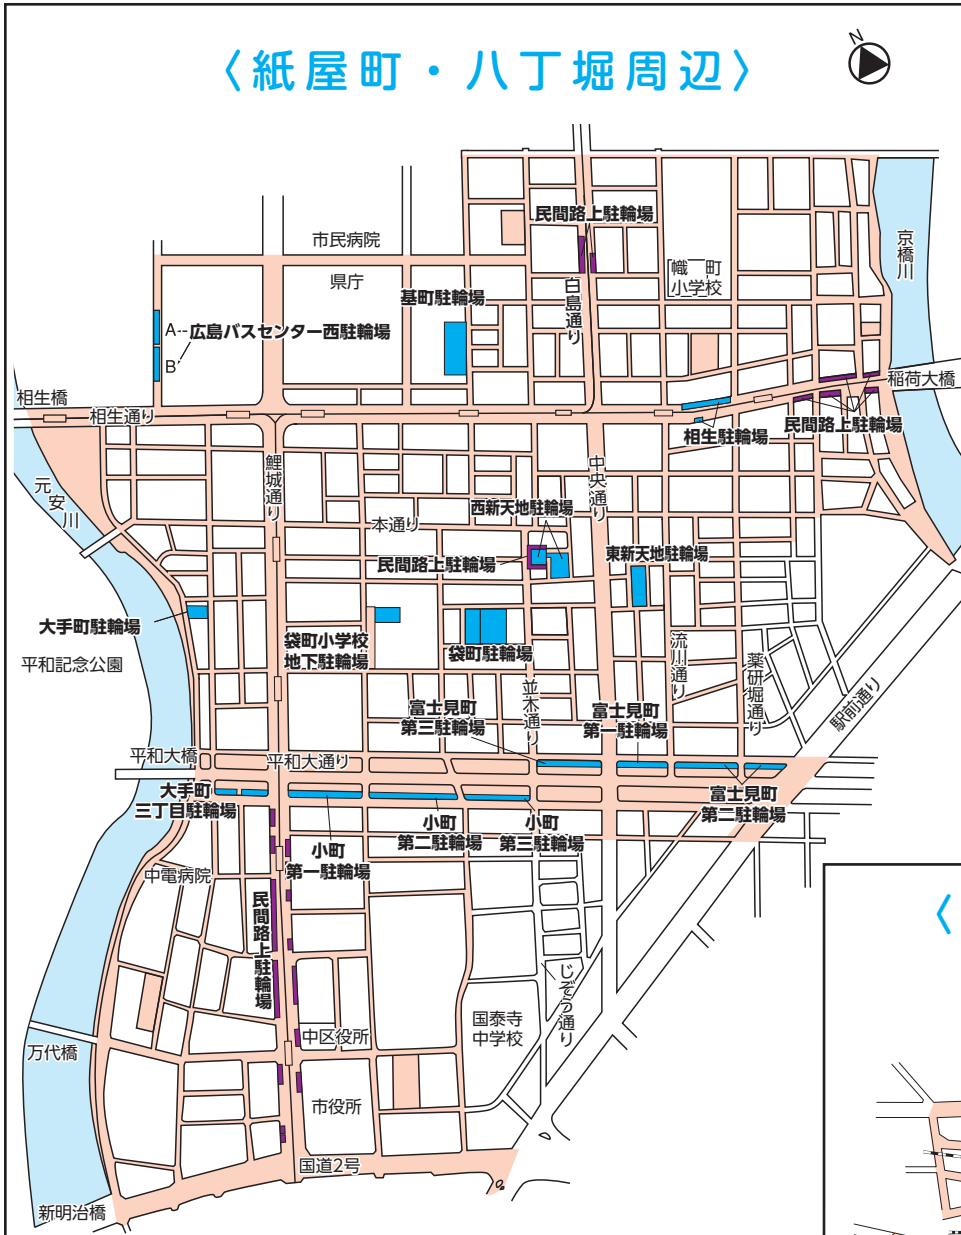 〈紙屋町・八丁堀周辺〉
N
市民病院
県庁
民間路上駐輪場
白島通り
幟町
小学校
京橋川
基町駐輪場
A
広島バスセンター西駐輪場
B
相生橋
相生通り
稲荷大橋
相生駐輪場
民間路上駐輪場
元安川
鯉城通り
本通り
中央通り
西新天地駐輪場
民間路上駐輪場
東新天地駐輪場
大手町駐輪場
平和記念公園
袋町小学校
地下駐輪場
袋町駐輪場
並木通り
流川通り
薬研堀通り
駅前通り
富士見町
第三駐輪場
富士見町
第一駐輪場
平和大橋
平和大通り
大手町
三丁目駐輪場
小町
第一駐輪場
小町
第二駐輪場
小町
第三駐輪場
富士見町
第二駐輪場
中電病院
民間路上駐輪場
じぞう通り
国泰寺
中学校
中区役所
万代橋
市役所
国道2号
新明治橋
〈